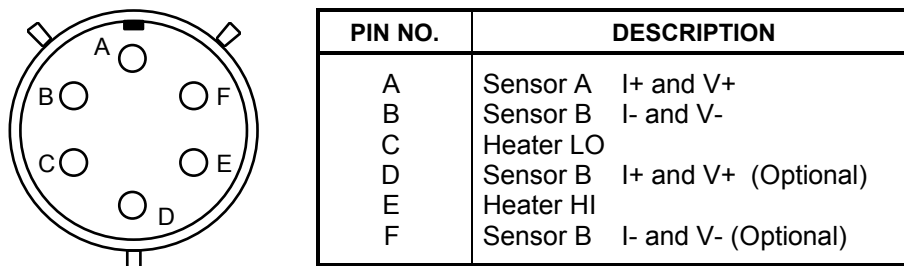 A
B
F
C
E
D
PIN NO. DESCRIPTION
A Sensor A I+ and V+
B Sensor B I- and V-
C Heater LO
D Sensor B I+ and V+ (Optional)
E Heater HI
F Sensor B I- and V- (Optional)